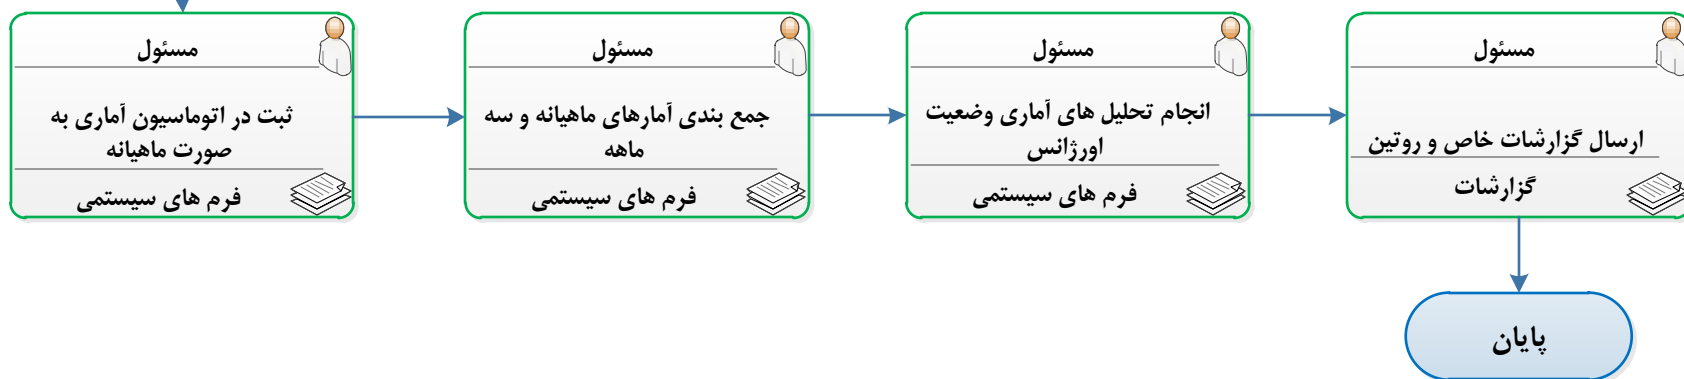 مسئول
ثبت در اتوماسیون آماری به
صورت ماهیانه
فرم های سیستمی
مسئول
جمع بندی آمارهای ماهیانه و سه
ماهه
فرم های سیستمی
مسئول
انجام تحلیل های آماری وضعیت
اورژانس
فرم های سیستمی
مسئول
ارسال گزارشات خاص و روتین
گزارشات
پایان